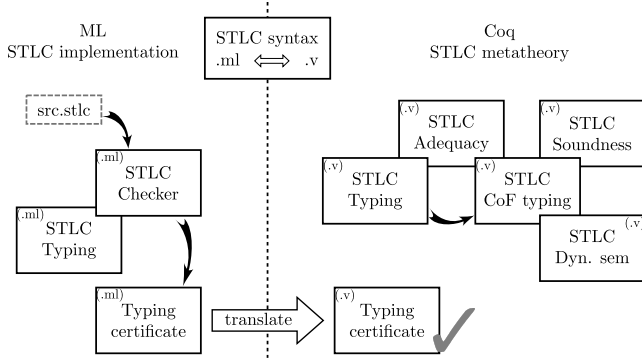 ML
STLC implementation
STLC syntax
.ml .v
Coq
STLC metatheory
src.stlc
(.ml)
STLC
Checker
(.ml)
STLC
Typing
(.ml)
Typing
certificate
translate
(.v)
STLC
Adequacy
(.v)
STLC
Soundness
(.v)
STLC
Typing
(.v)
STLC
CoF typing
(.v)
STLC
Dyn. sem
(.v)
Typing
certificate